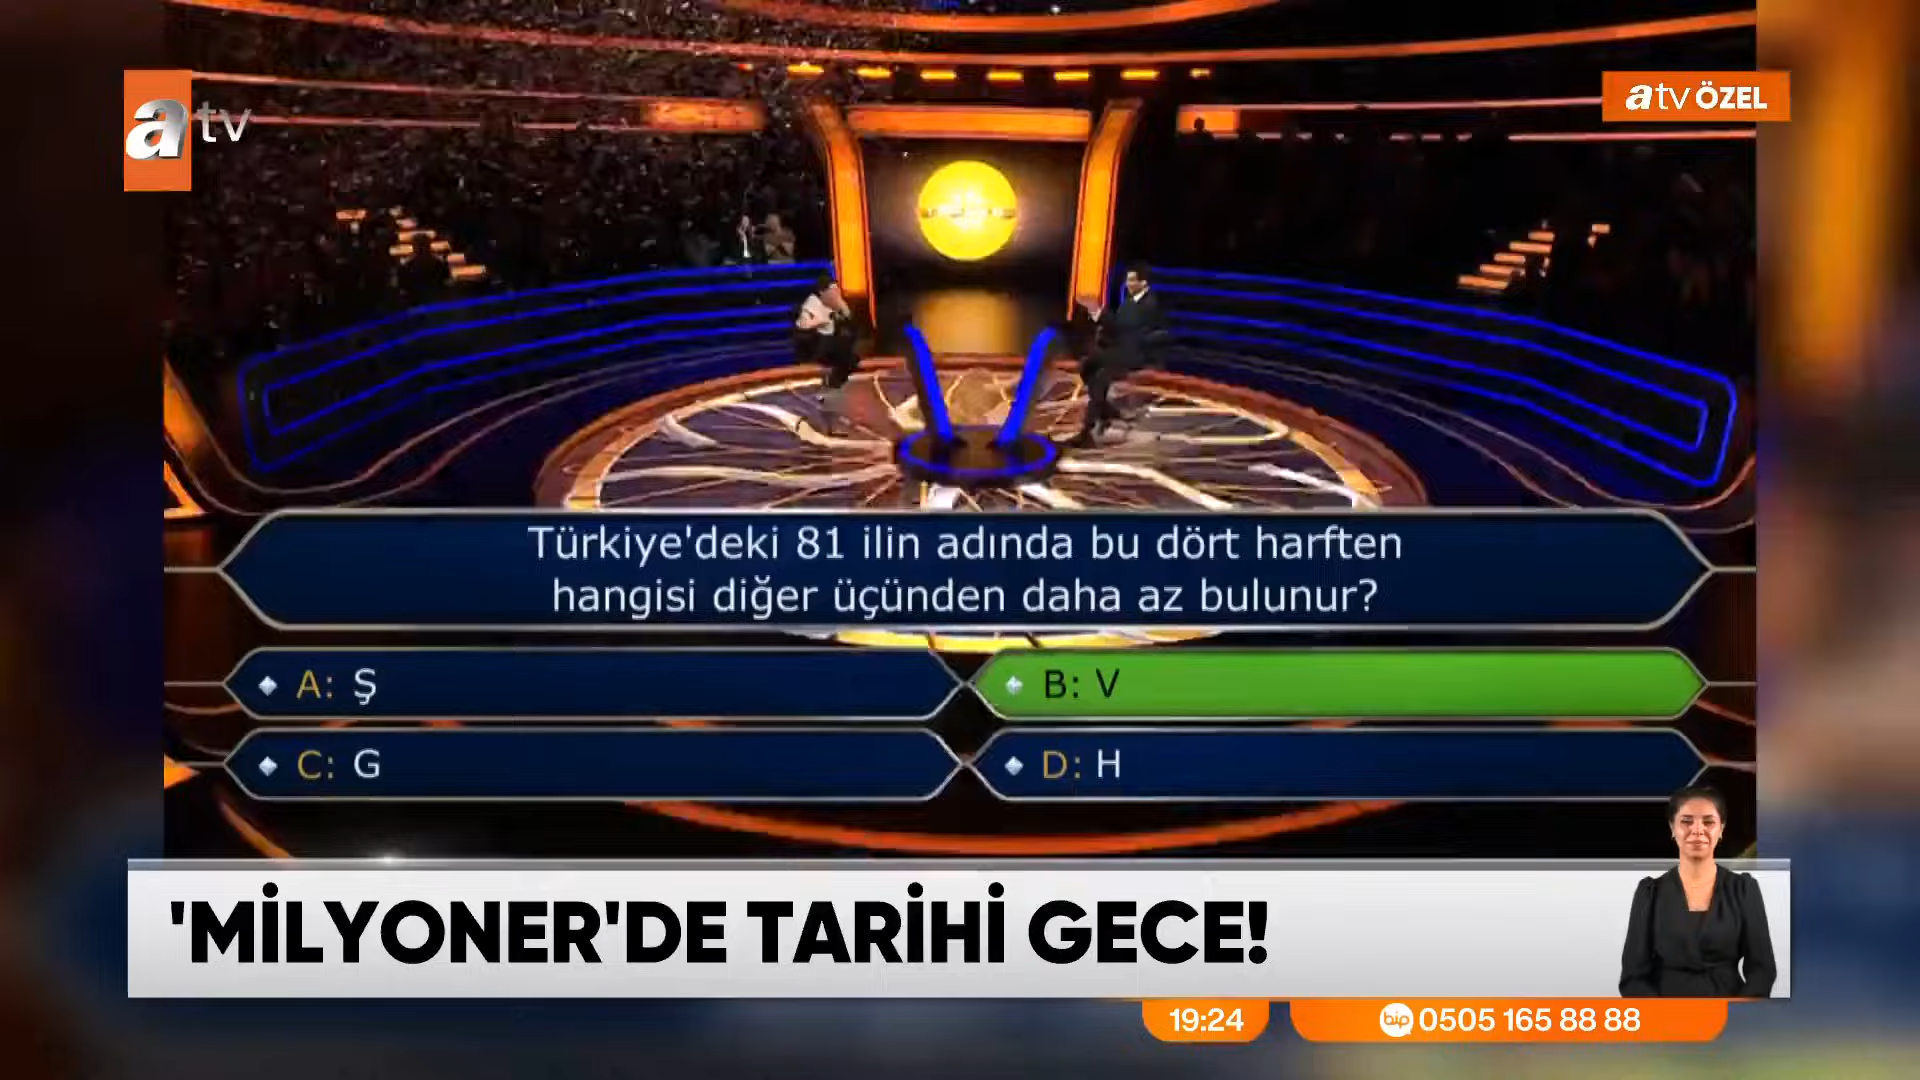 atv
atv ÖZEL
Türkiye'deki 81 ilin adında bu dört harften
hangisi diğer üçünden daha az bulunur?
A: Ş
B: V
C: G
D: H
'MİLYONER'DE TARİHİ GECE!
19:24
bip 0505 165 88 88